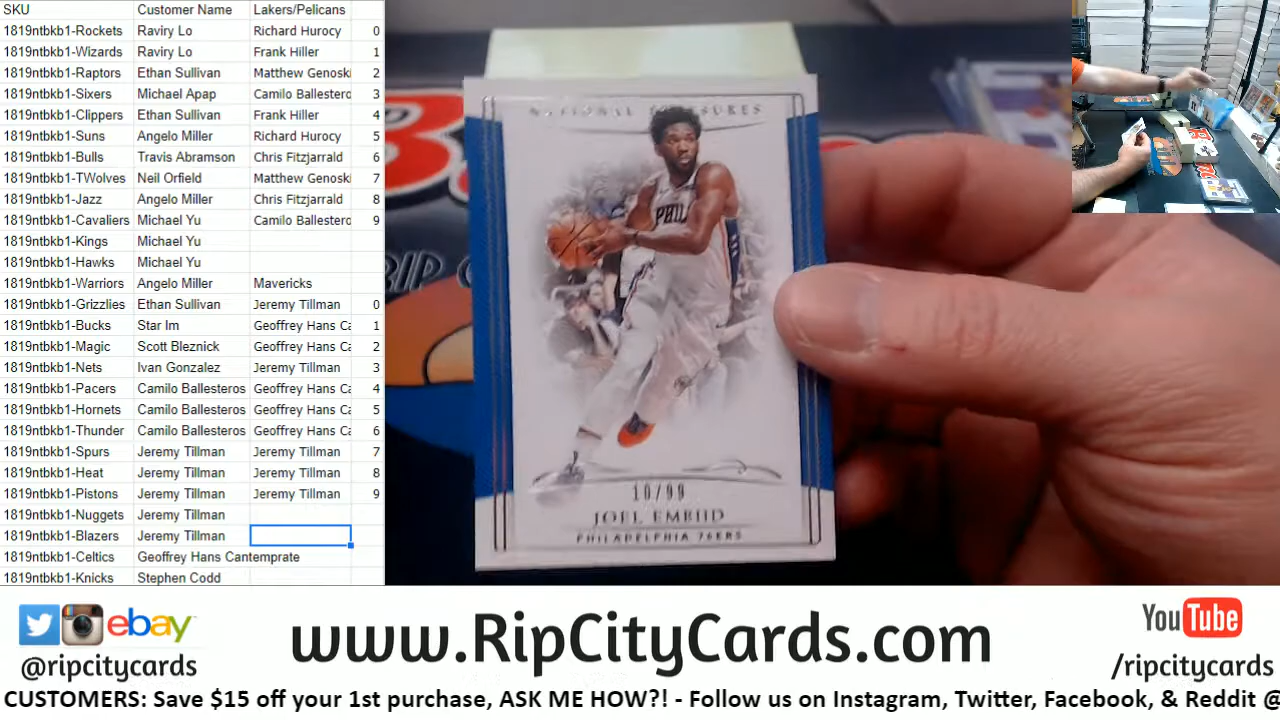 SKU Customer Name Lakers/Pelicans
1819ntbkb1-Rockets Raviry Lo Richard Hurocy 0
1819ntbkb1-Wizards Raviry Lo Frank Hiller 1
1819ntbkb1-Raptors Ethan Sullivan Matthew Genoski 2
1819ntbkb1-Sixers Michael Apap Camilo Ballestero 3
1819ntbkb1-Clippers Ethan Sullivan Frank Hiller 4
1819ntbkb1-Suns Angelo Miller Richard Hurocy 5
1819ntbkb1-Bulls Travis Abramson Chris Fitzjarrald 6
1819ntbkb1-TWolves Neil Orfield Matthew Genoski 7
1819ntbkb1-Jazz Angelo Miller Chris Fitzjarrald 8
1819ntbkb1-Cavaliers Michael Yu Camilo Ballestero 9
1819ntbkb1-Kings Michael Yu
1819ntbkb1-Hawks Michael Yu
1819ntbkb1-Warriors Angelo Miller Mavericks
1819ntbkb1-Grizzlies Ethan Sullivan Jeremy Tillman 0
1819ntbkb1-Bucks Star Im Geoffrey Hans Ca 1
1819ntbkb1-Magic Scott Bleznick Geoffrey Hans Ca 2
1819ntbkb1-Nets Ivan Gonzalez Jeremy Tillman 3
1819ntbkb1-Pacers Camilo Ballesteros Geoffrey Hans Ca 4
1819ntbkb1-Hornets Camilo Ballesteros Geoffrey Hans Ca 5
1819ntbkb1-Thunder Camilo Ballesteros Geoffrey Hans Ca 6
1819ntbkb1-Spurs Jeremy Tillman Jeremy Tillman 7
1819ntbkb1-Heat Jeremy Tillman Jeremy Tillman 8
1819ntbkb1-Pistons Jeremy Tillman Jeremy Tillman 9
1819ntbkb1-Nuggets Jeremy Tillman
1819ntbkb1-Blazers Jeremy Tillman
1819ntbkb1-Celtics Geoffrey Hans Cantemprate
1819ntbkb1-Knicks Stephen Codd
NATIONAL TREASURES
PHIL
10/99
JOEL EMBIID
PHILADELPHIA 76ERS
RIP
ebay
@ripcitycards
www.RipCityCards.com
YouTube
/ripcitycards
CUSTOMERS: Save $15 off your 1st purchase, ASK ME HOW?! - Follow us on Instagram, Twitter, Facebook, & Reddit @